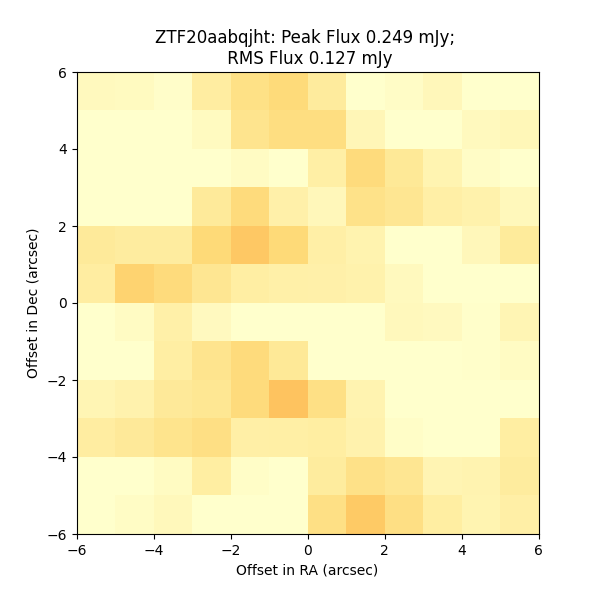 ZTF20aabqjht: Peak Flux 0.249 mJy;
RMS Flux 0.127 mJy
6
4
2
0
−2
−4
−6
Offset in Dec (arcsec)
−6 −4 −2 0 2 4 6
Offset in RA (arcsec)